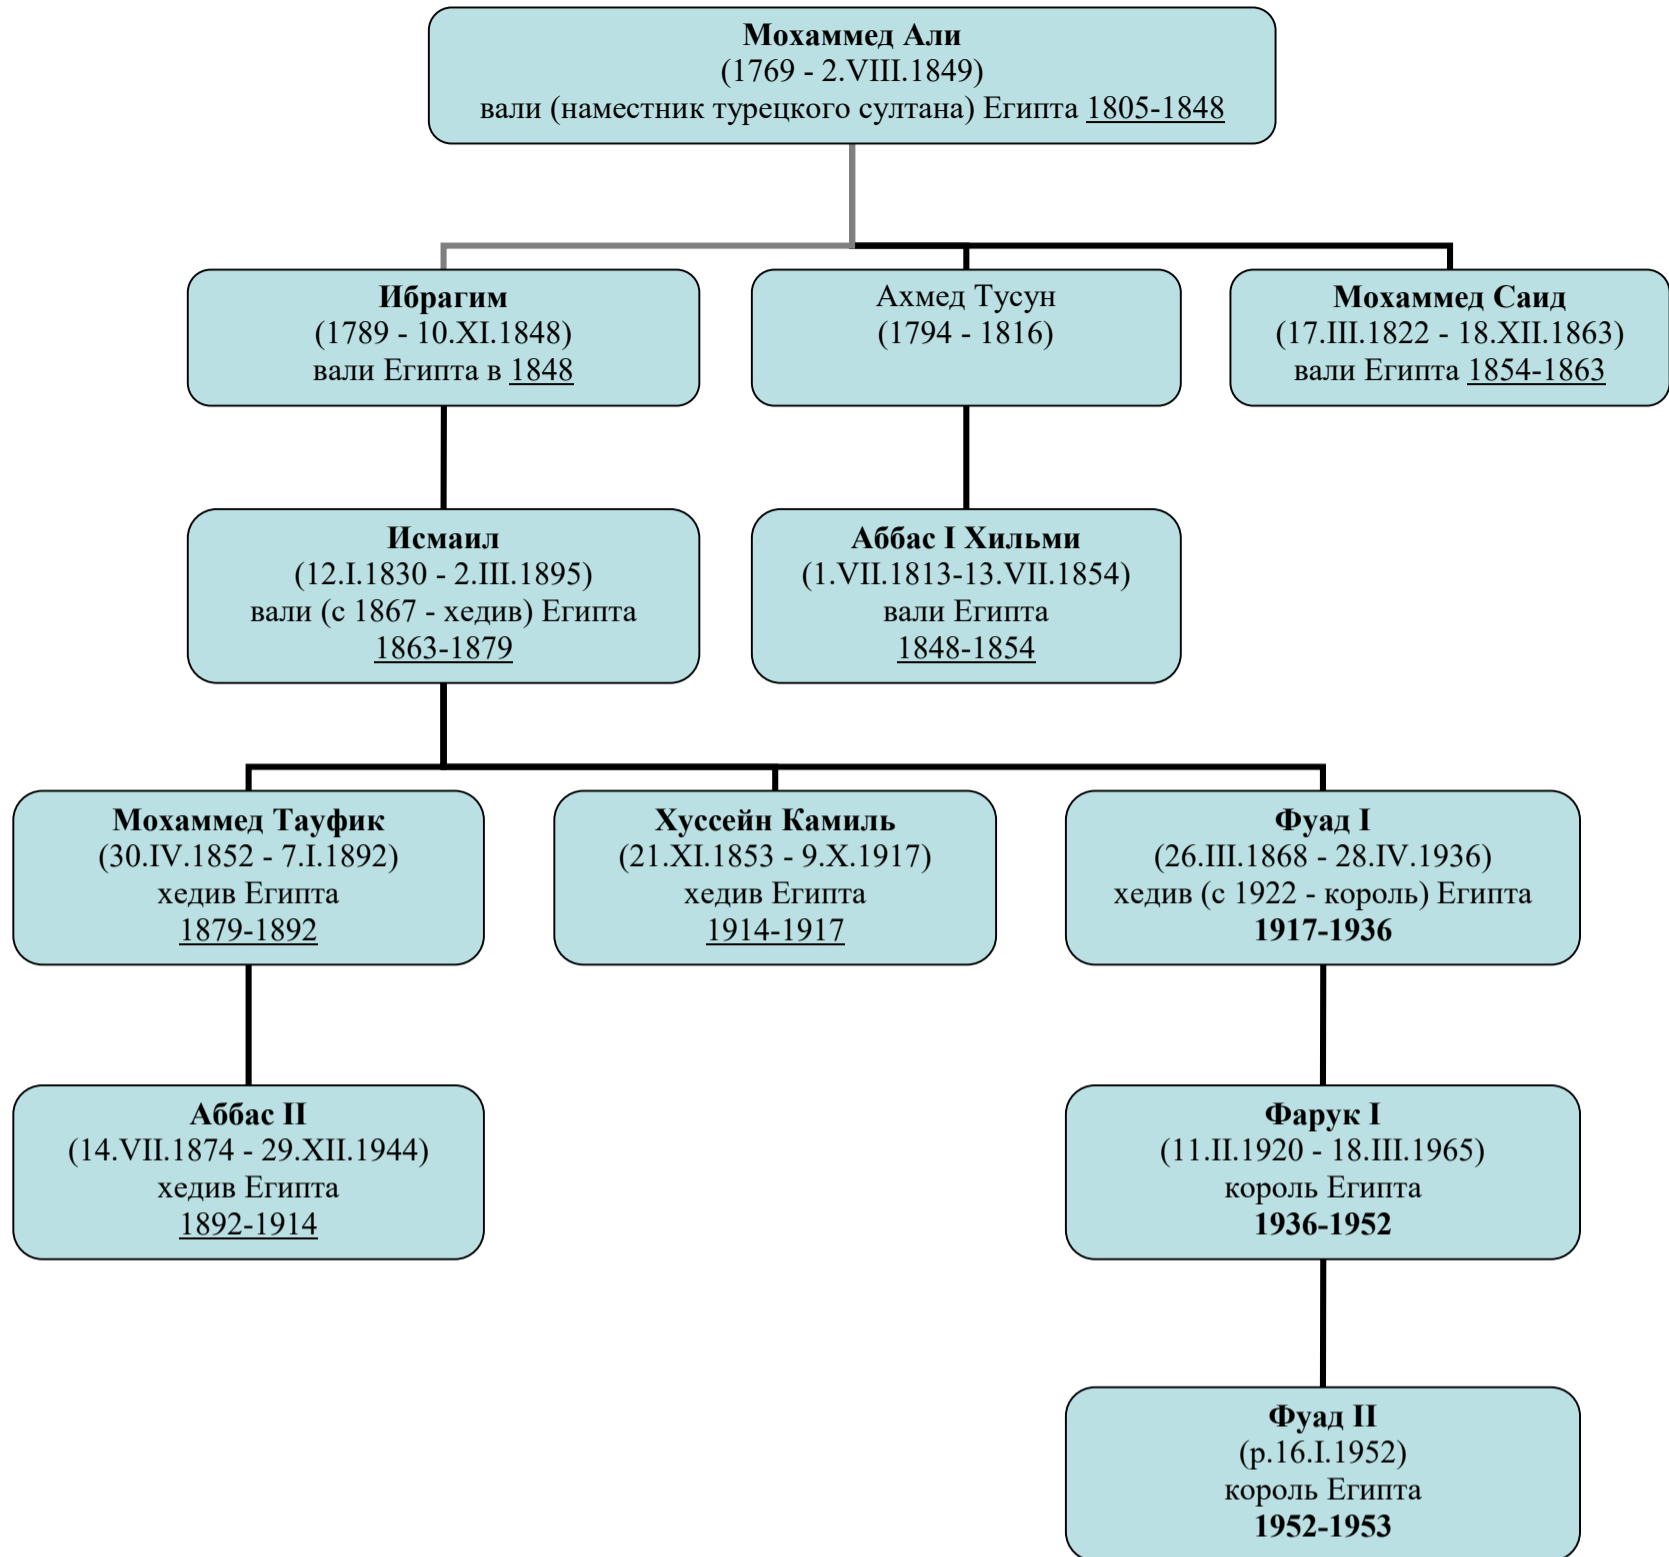 Мохаммед Али
(1769 - 2.VIII.1849)
вали (наместник турецкого султана) Египта 1805-1848
Ибрагим
(1789 - 10.XI.1848)
вали Египта в 1848
Ахмед Тусун
(1794 - 1816)
Мохаммед Саид
(17.III.1822 - 18.XII.1863)
вали Египта 1854-1863
Исмаил
(12.I.1830 - 2.III.1895)
вали (с 1867 - хедив) Египта
1863-1879
Аббас I Хильми
(1.VII.1813-13.VII.1854)
вали Египта
1848-1854
Мохаммед Тауфик
(30.IV.1852 - 7.I.1892)
хедив Египта
1879-1892
Хуссейн Камиль
(21.XI.1853 - 9.X.1917)
хедив Египта
1914-1917
Фуад I
(26.III.1868 - 28.IV.1936)
хедив (с 1922 - король) Египта
1917-1936
Аббас II
(14.VII.1874 - 29.XII.1944)
хедив Египта
1892-1914
Фарук I
(11.II.1920 - 18.III.1965)
король Египта
1936-1952
Фуад II
(р.16.I.1952)
король Египта
1952-1953